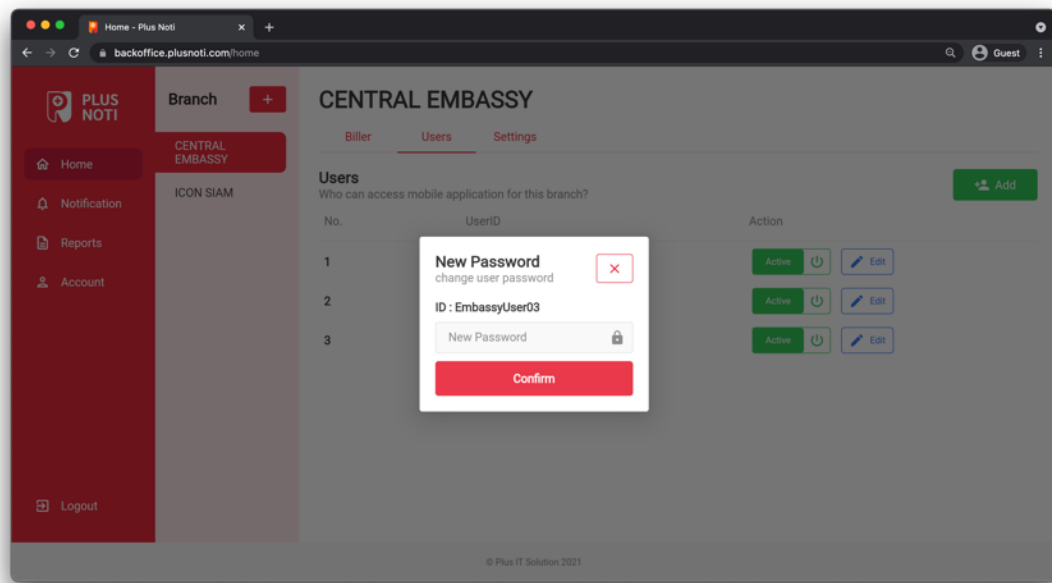 Home - Plus Noti
backoffice.plusnoti.com/home
Guest
PLUS
NOTI
Home
Notification
Reports
Account
Logout
Branch
CENTRAL
EMBASSY
ICON SIAM
CENTRAL EMBASSY
Biller
Users
Settings
Users
Who can access mobile application for this branch?
Add
No.
UserID
Action
1
Active
Edit
2
Active
Edit
3
Active
Edit
New Password
change user password
ID : EmbassyUser03
New Password
Confirm
© Plus IT Solution 2021